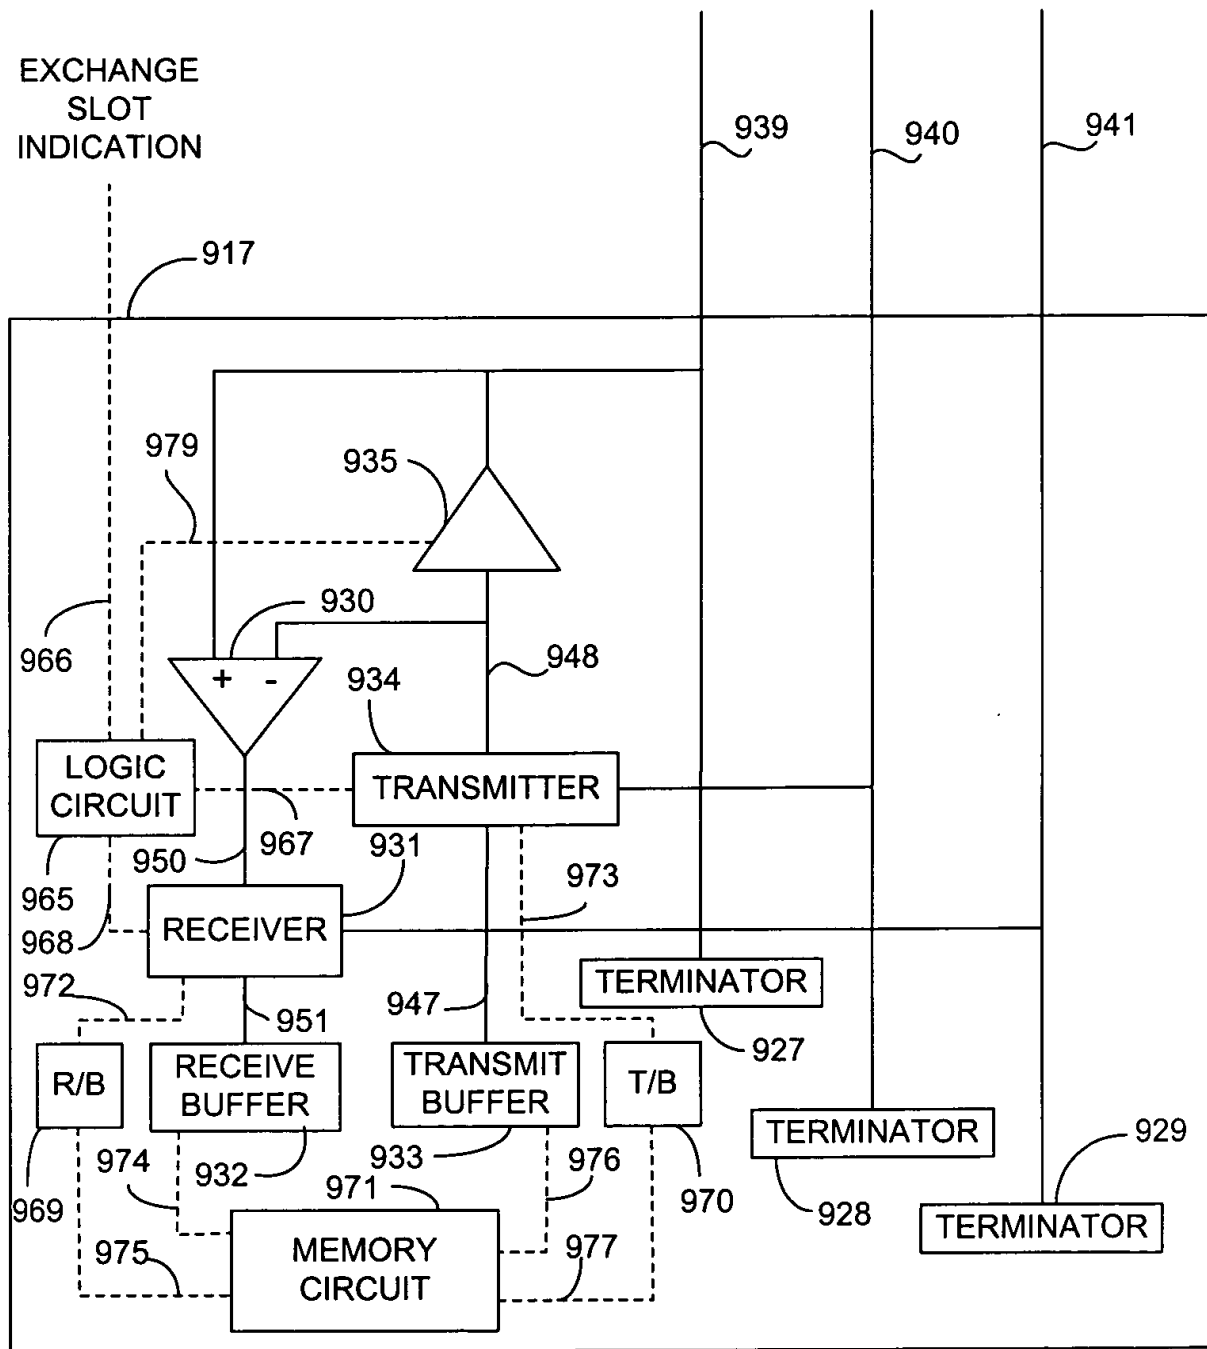 EXCHANGE
SLOT
INDICATION
939
940
941
917
979
935
966
930
948
934
+ -
LOGIC
CIRCUIT
TRANSMITTER
967
950
931
965
973
RECEIVER
968
972
951
947
TERMINATOR
927
R/B
RECEIVE
BUFFER
TRANSMIT
BUFFER
T/B
TERMINATOR
929
974
932
933
976
969
971
970
928
TERMINATOR
975
MEMORY
CIRCUIT
977